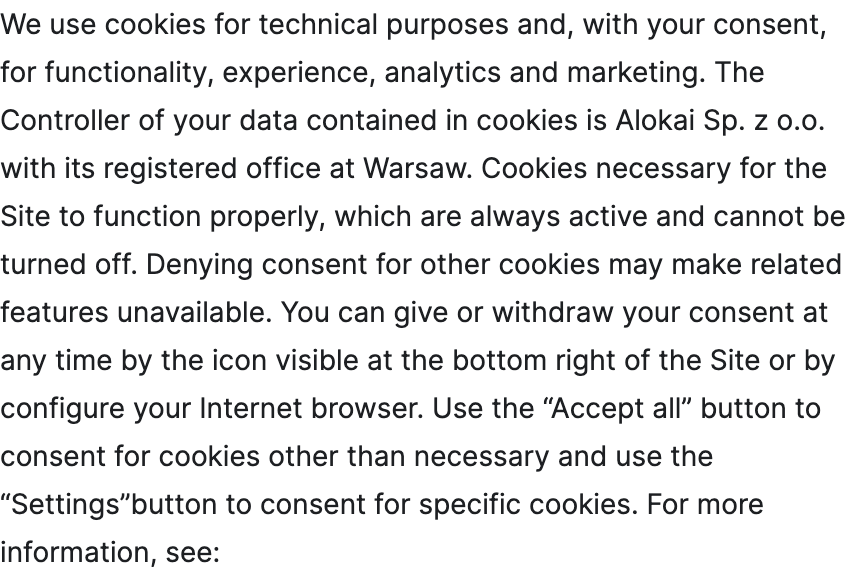 We use cookies for technical purposes and, with your consent,
for functionality, experience, analytics and marketing. The
Controller of your data contained in cookies is Alokai Sp. z o.o.
with its registered office at Warsaw. Cookies necessary for the
Site to function properly, which are always active and cannot be
turned off. Denying consent for other cookies may make related
features unavailable. You can give or withdraw your consent at
any time by the icon visible at the bottom right of the Site or by
configure your Internet browser. Use the “Accept all” button to
consent for cookies other than necessary and use the
“Settings”button to consent for specific cookies. For more
information, see: